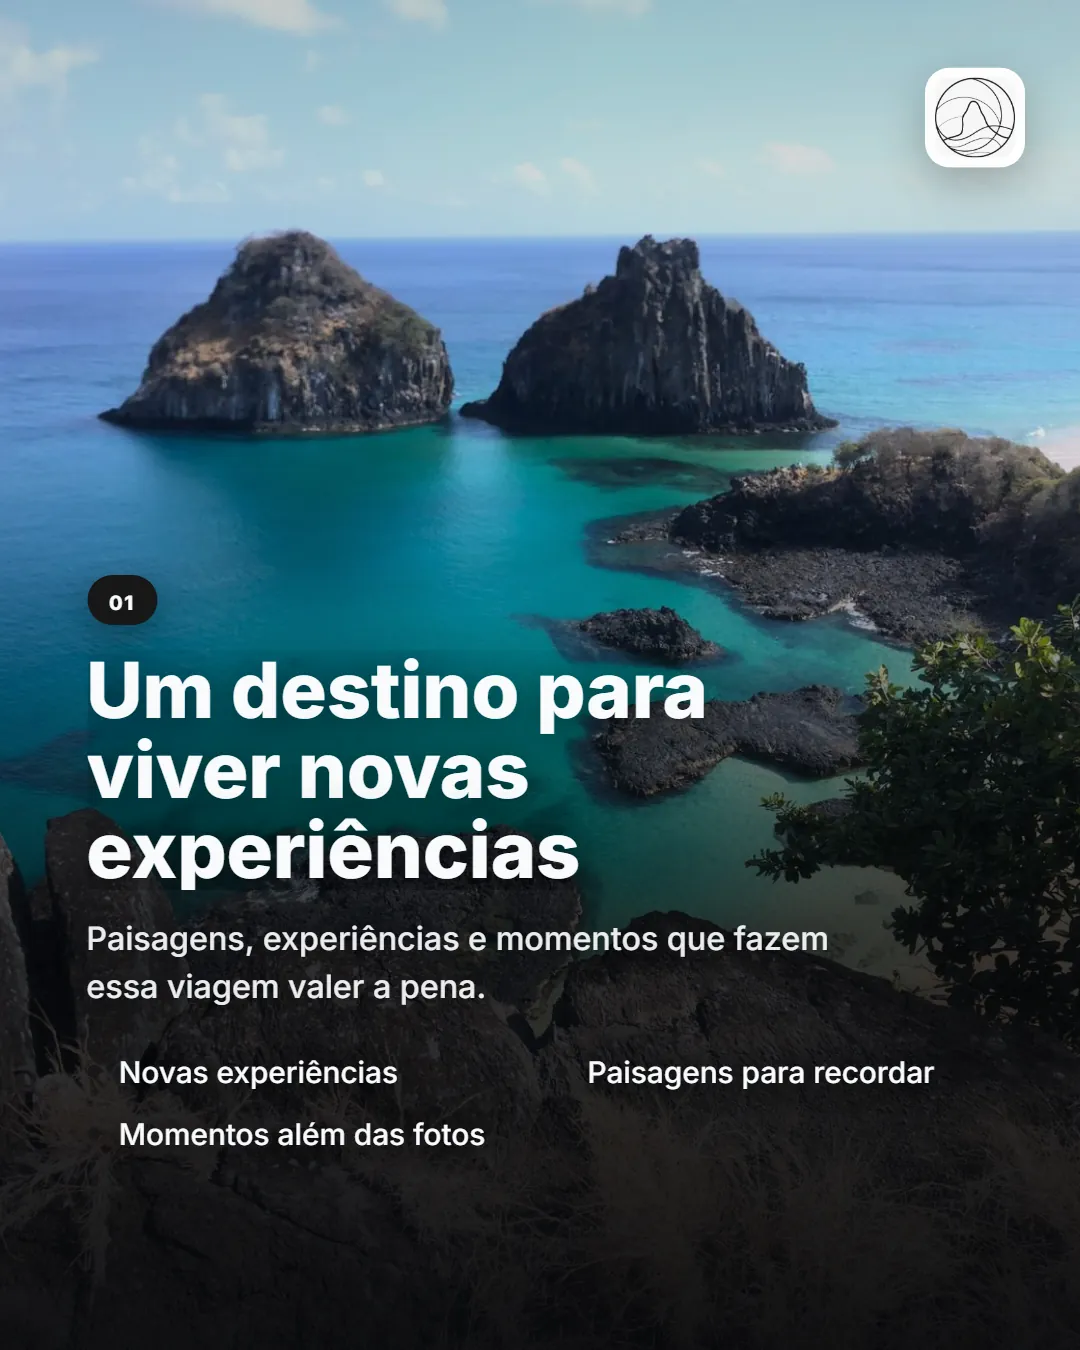 01
Um destino para
viver novas
experiências
Paisagens, experiências e momentos que fazem
essa viagem valer a pena.
Novas experiências
Paisagens para recordar
Momentos além das fotos